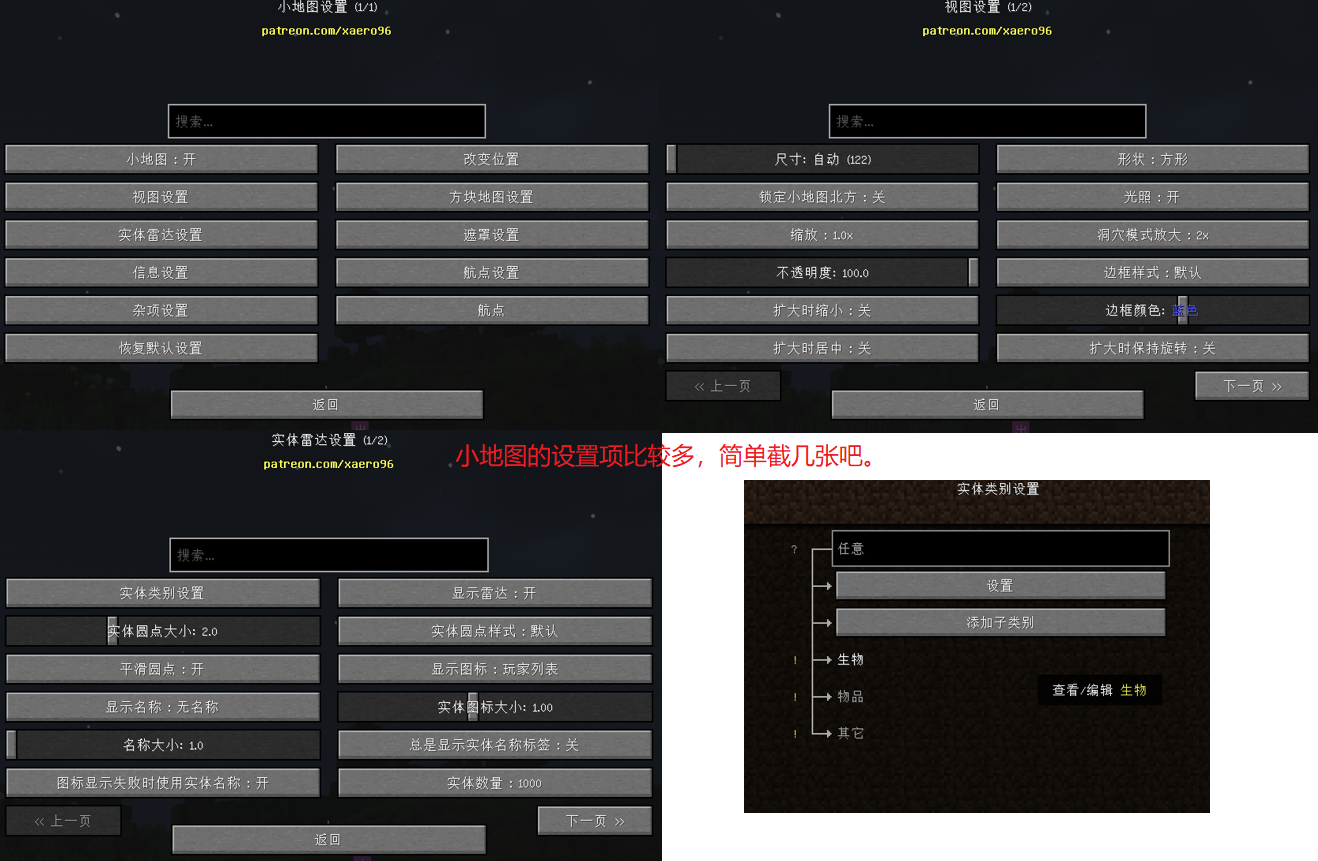 小地图设置 (1/1)
patreon.com/xaero96
搜索...
小地图 : 开
改变位置
视图设置
方块地图设置
实体雷达设置
遮罩设置
信息设置
航点设置
杂项设置
航点
恢复默认设置
返回
视图设置 (1/2)
patreon.com/xaero96
搜索...
尺寸: 自动 (122)
形状 : 方形
锁定小地图北方 : 关
光照 : 开
缩放 : 1.0x
洞穴模式放大 : 2x
不透明度: 100.0
边框样式 : 默认
扩大时缩小 : 关
边框颜色: 蓝色
扩大时居中 : 关
扩大时保持旋转 : 关
<< 上一页
下一页 >>
返回
小地图的设置项比较多，简单截几张吧。
实体雷达设置 (1/2)
patreon.com/xaero96
搜索...
实体类别设置
显示雷达 : 开
实体圆点大小: 2.0
实体圆点样式 : 默认
平滑圆点 : 开
显示图标 : 玩家列表
显示名称 : 无名称
实体图标大小: 1.00
名称大小: 1.0
总是显示实体名称标签 : 关
图标显示失败时使用实体名称 : 开
实体数量 : 1000
<< 上一页
下一页 >>
返回
实体类别设置
? 任意
设置
添加子类别
! 生物
查看/编辑 生物
! 物品
! 其它